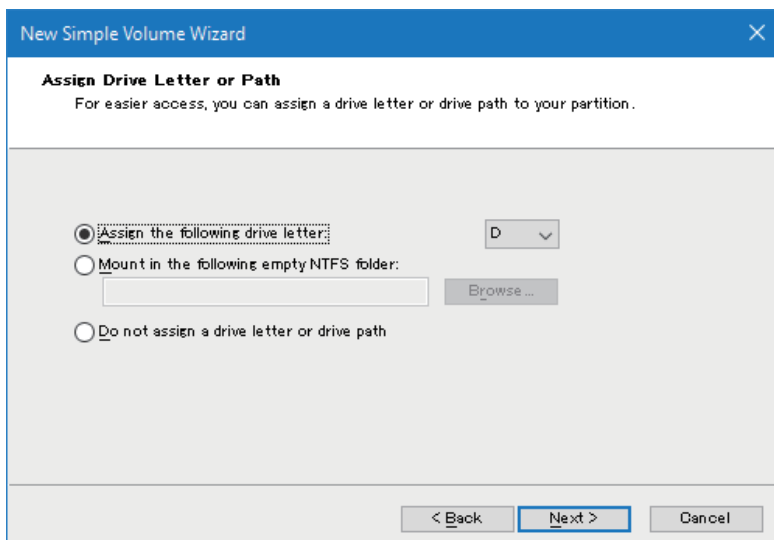 New Simple Volume Wizard
Assign Drive Letter or Path
For easier access, you can assign a drive letter or drive path to your partition.
Assign the following drive letter: D
Mount in the following empty NTFS folder:
Browse...
Do not assign a drive letter or drive path
< Back Next > Cancel